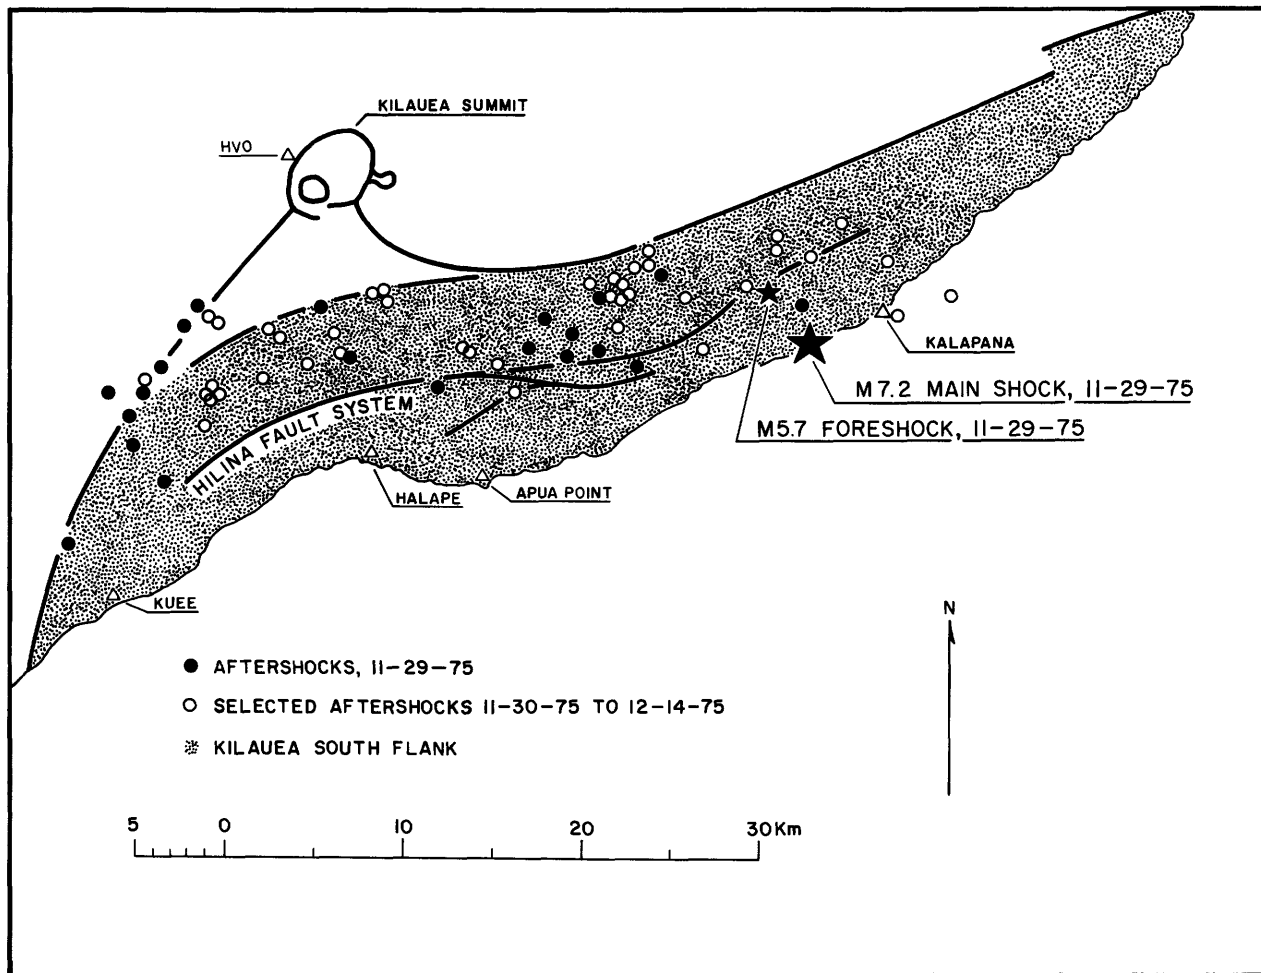 KILAUEA SUMMIT
HVO
KALAPANA
M7.2 MAIN SHOCK, 11-29-75
M5.7 FORESHOCK, 11-29-75
HILINA FAULT SYSTEM
HALAPE
APUA POINT
KUEE
N
AFTERSHOCKS, 11-29-75
SELECTED AFTERSHOCKS 11-30-75 TO 12-14-75
KILAUEA SOUTH FLANK
5 0 10 20 30 Km